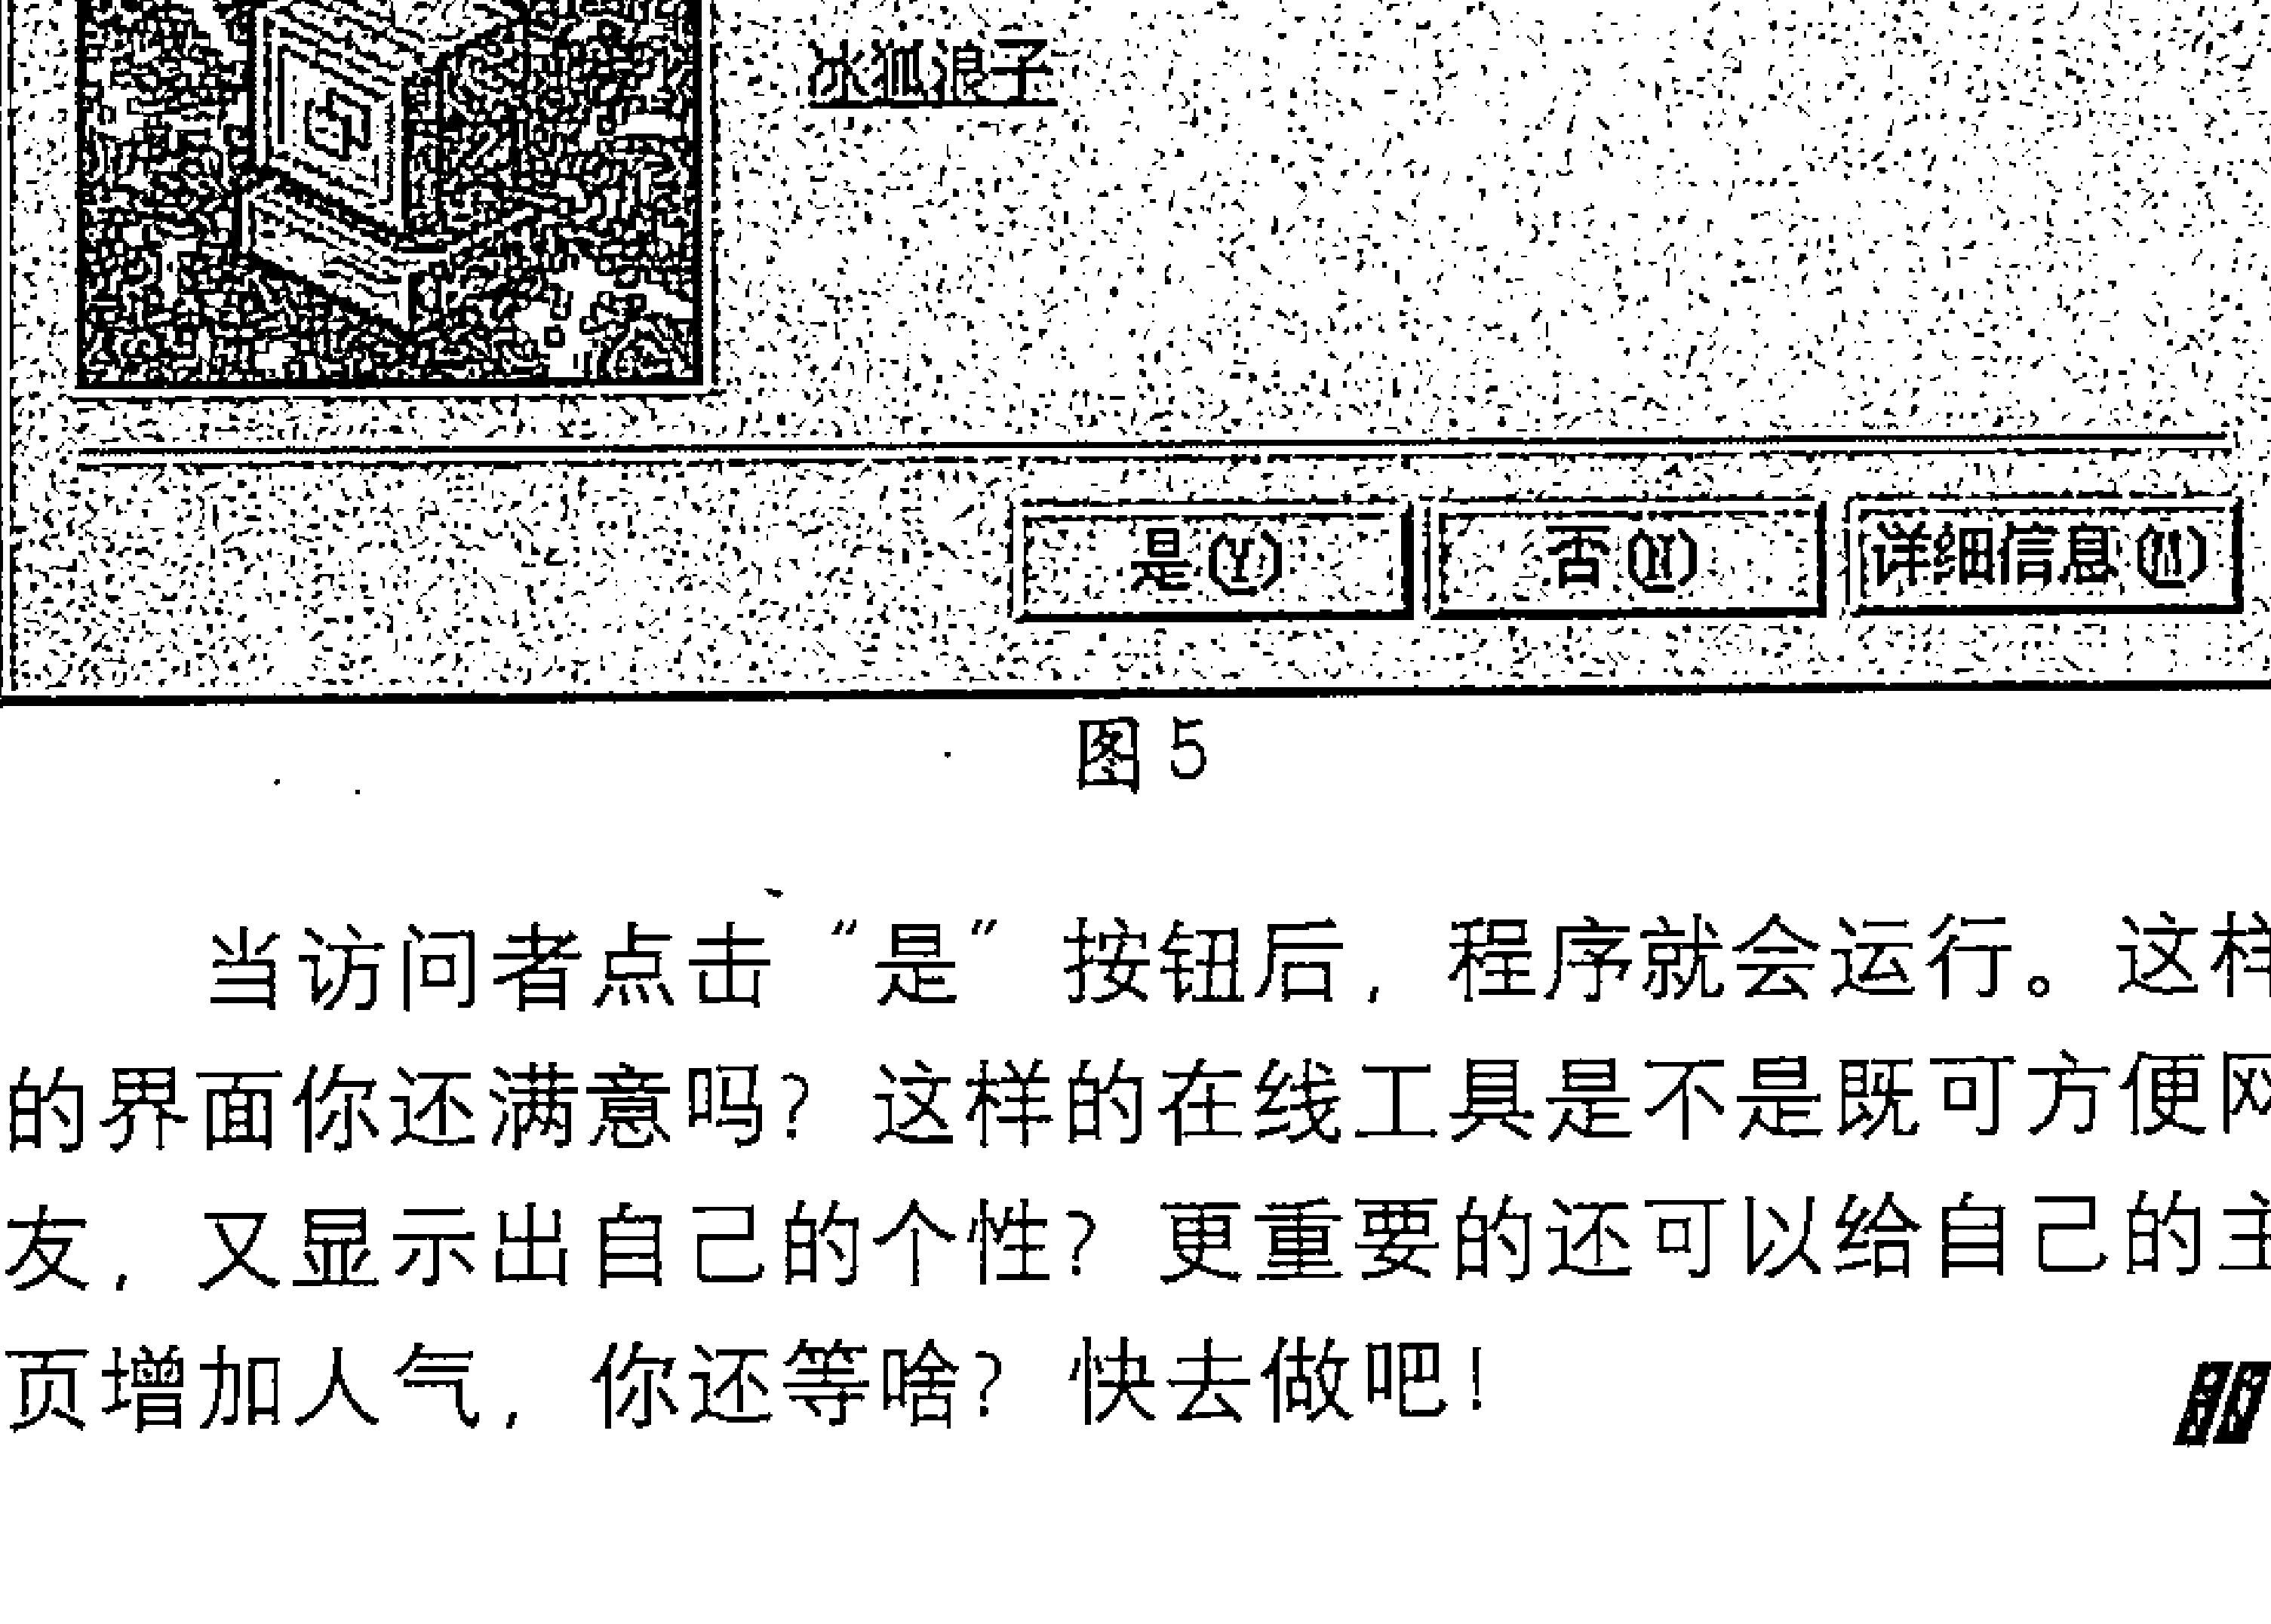 冰狐浪子
是(Y) 否(N) 详细信息(M)
图 5
当访问者点击“是”按钮后，程序就会运行。这样
的界面你还满意吗？这样的在线工具是不是既可方便网
友，又显示出自己的个性？更重要的还可以给自己的主
页增加人气，你还等啥？快去做吧！